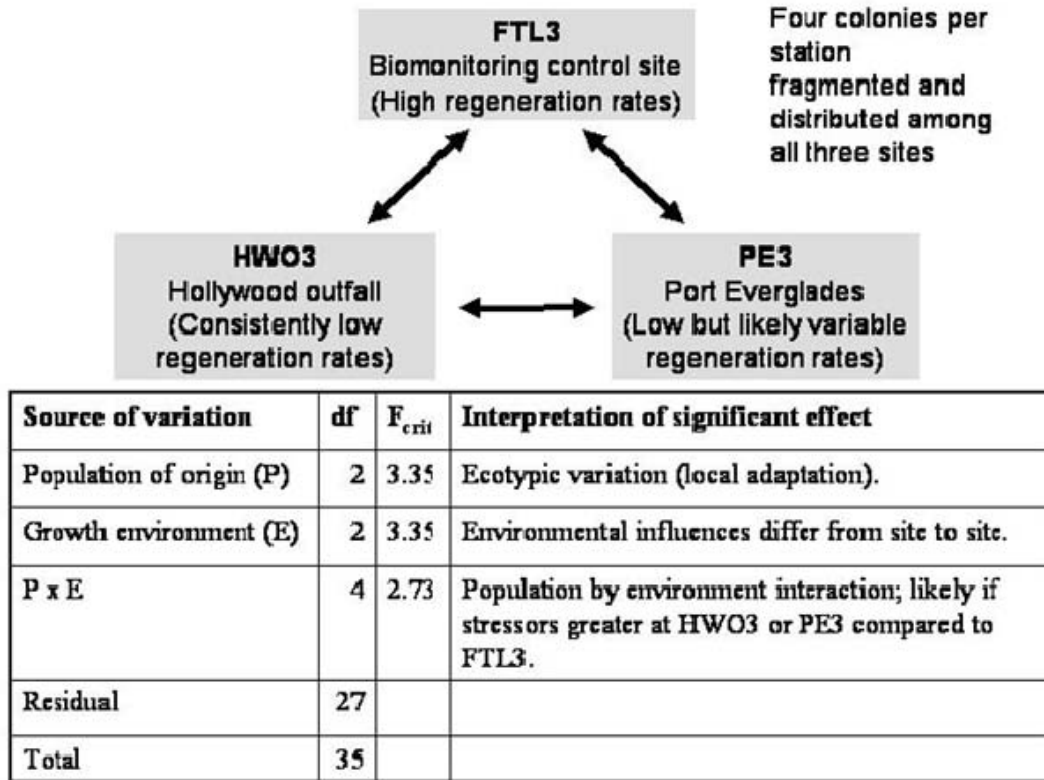 FTL3
Biomonitoring control site
(High regeneration rates)
Four colonies per
station
fragmented and
distributed among
all three sites
HWO3
Hollywood outfall
(Consistently low
regeneration rates)
PE3
Port Everglades
(Low but likely variable
regeneration rates)
Source of variation df Fcrit Interpretation of significant effect
Population of origin (P) 2 3.35 Ecotypic variation (local adaptation).
Growth environment (E) 2 3.35 Environmental influences differ from site to site.
P x E 4 2.73 Population by environment interaction; likely if
stressors greater at HWO3 or PE3 compared to
FTL3.
Residual 27
Total 35